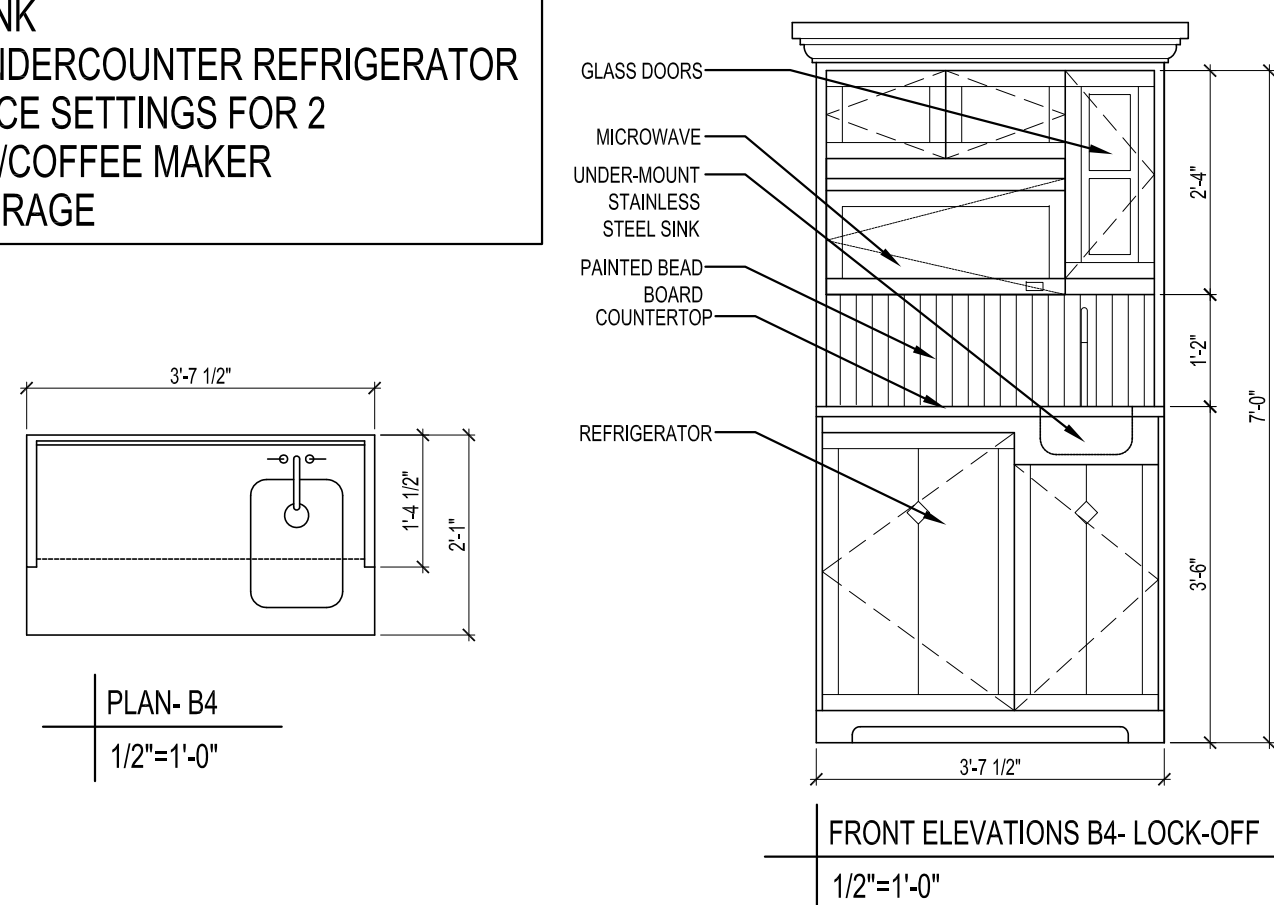 NK
NDERCOUNTER REFRIGERATOR
CE SETTINGS FOR 2
/COFFEE MAKER
RAGE
GLASS DOORS
MICROWAVE
UNDER-MOUNT
STAINLESS
STEEL SINK
PAINTED BEAD
BOARD
COUNTERTOP
REFRIGERATOR
2'-4"
1'-2"
7'-0"
3'-6"
3'-7 1/2"
3'-7 1/2"
1'-4 1/2"
2'-1"
PLAN- B4
1/2"=1'-0"
FRONT ELEVATIONS B4- LOCK-OFF
1/2"=1'-0"